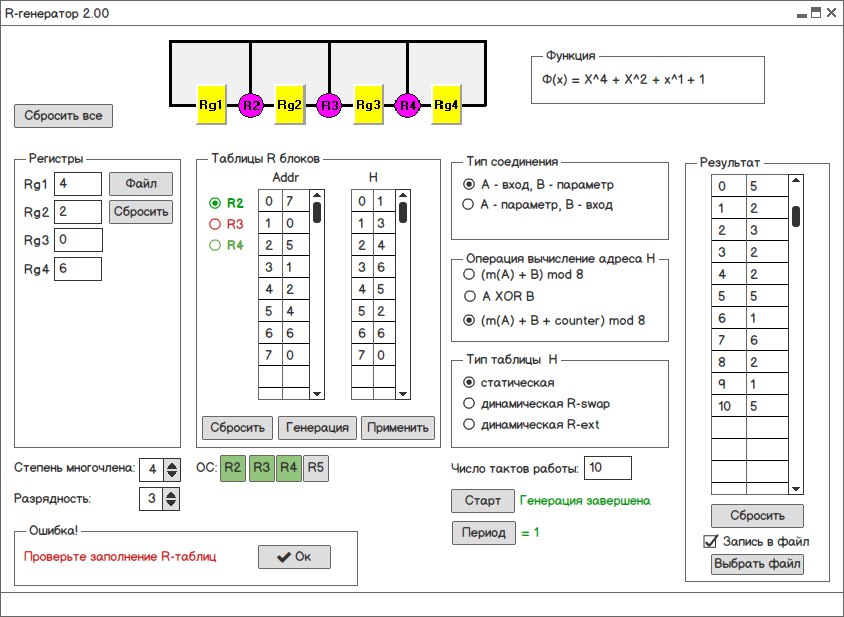 R-генератор 2.00
Rg1 R2 Rg2 R3 Rg3 R4 Rg4
Функция
Ф(x) = X^4 + X^2 + x^1 + 1
Сбросить все
Регистры
Rg1 4 Файл
Rg2 2 Сбросить
Rg3 0
Rg4 6
Таблицы R блоков
Addr H
R2
R3
R4
0 7 0 1
1 0 1 3
2 5 2 4
3 1 3 6
4 2 4 5
5 4 5 2
6 6 6 6
7 0 7 0
Сбросить Генерация Применить
Тип соединения
А - вход, В - параметр
А - параметр, В - вход
Операция вычисление адреса H
(m(A) + B) mod 8
A XOR B
(m(A) + B + counter) mod 8
Тип таблицы H
статическая
динамическая R-swap
динамическая R-ext
Результат
0 5
1 2
2 3
3 2
4 2
5 5
6 1
7 6
8 2
9 1
10 5
Сбросить
Запись в файл
Выбрать файл
Степень многочлена: 4
ОС: R2 R3 R4 R5
Число тактов работы: 10
Разрядность: 3
Старт Генерация завершена
Период = 1
Ошибка!
Проверьте заполнение R-таблиц
Ок